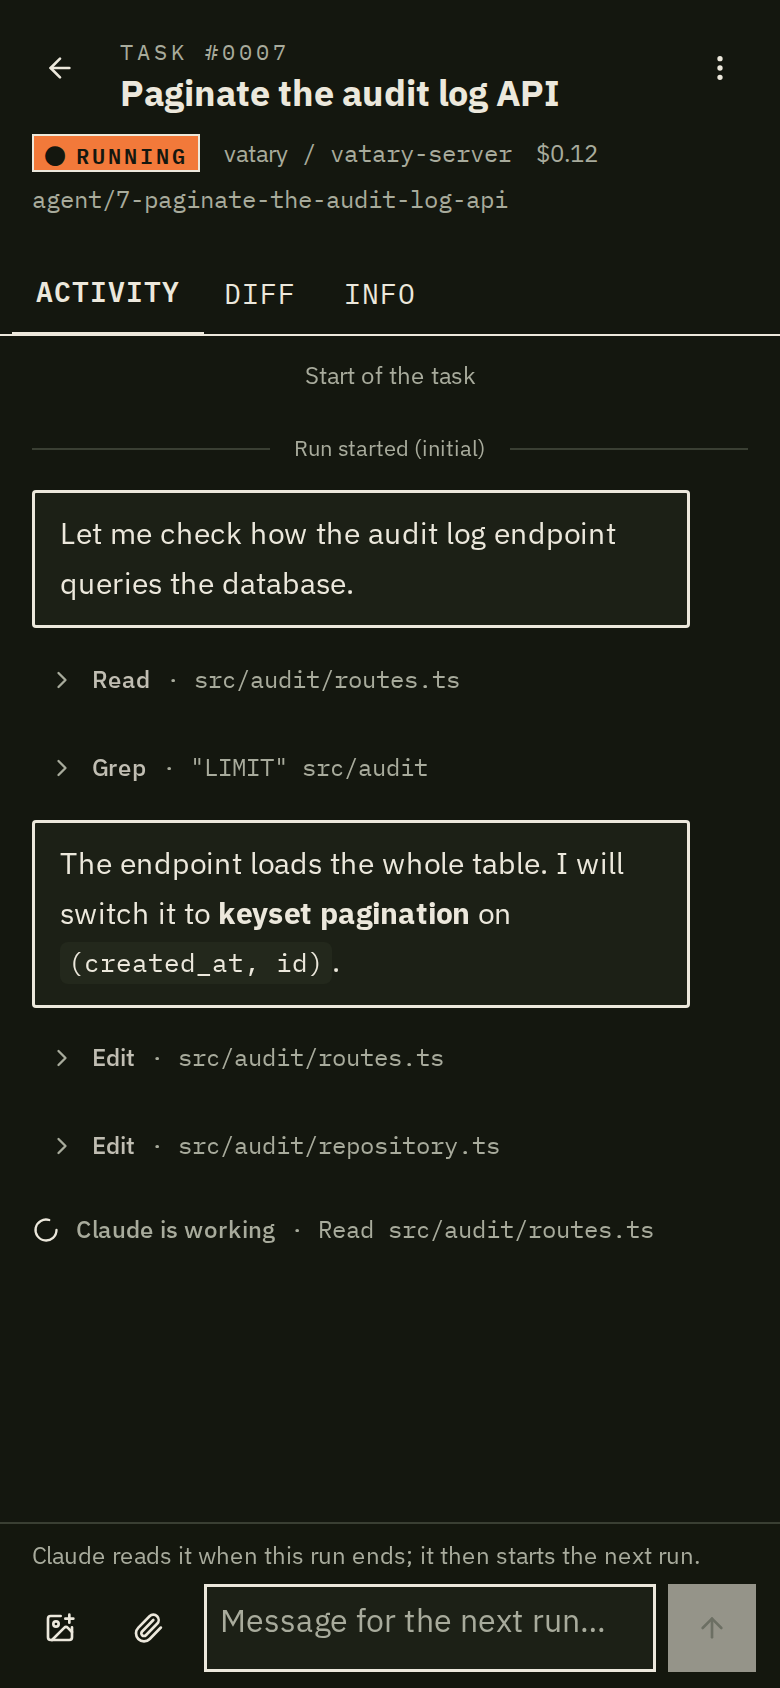 TASK #0007
Paginate the audit log API
RUNNING vatary / vatary-server $0.12
agent/7-paginate-the-audit-log-api
ACTIVITY DIFF INFO
Start of the task
Run started (initial)
Let me check how the audit log endpoint
queries the database.
Read · src/audit/routes.ts
Grep · "LIMIT" src/audit
The endpoint loads the whole table. I will
switch it to keyset pagination on
(created_at, id).
Edit · src/audit/routes.ts
Edit · src/audit/repository.ts
Claude is working · Read src/audit/routes.ts
Claude reads it when this run ends; it then starts the next run.
Message for the next run...